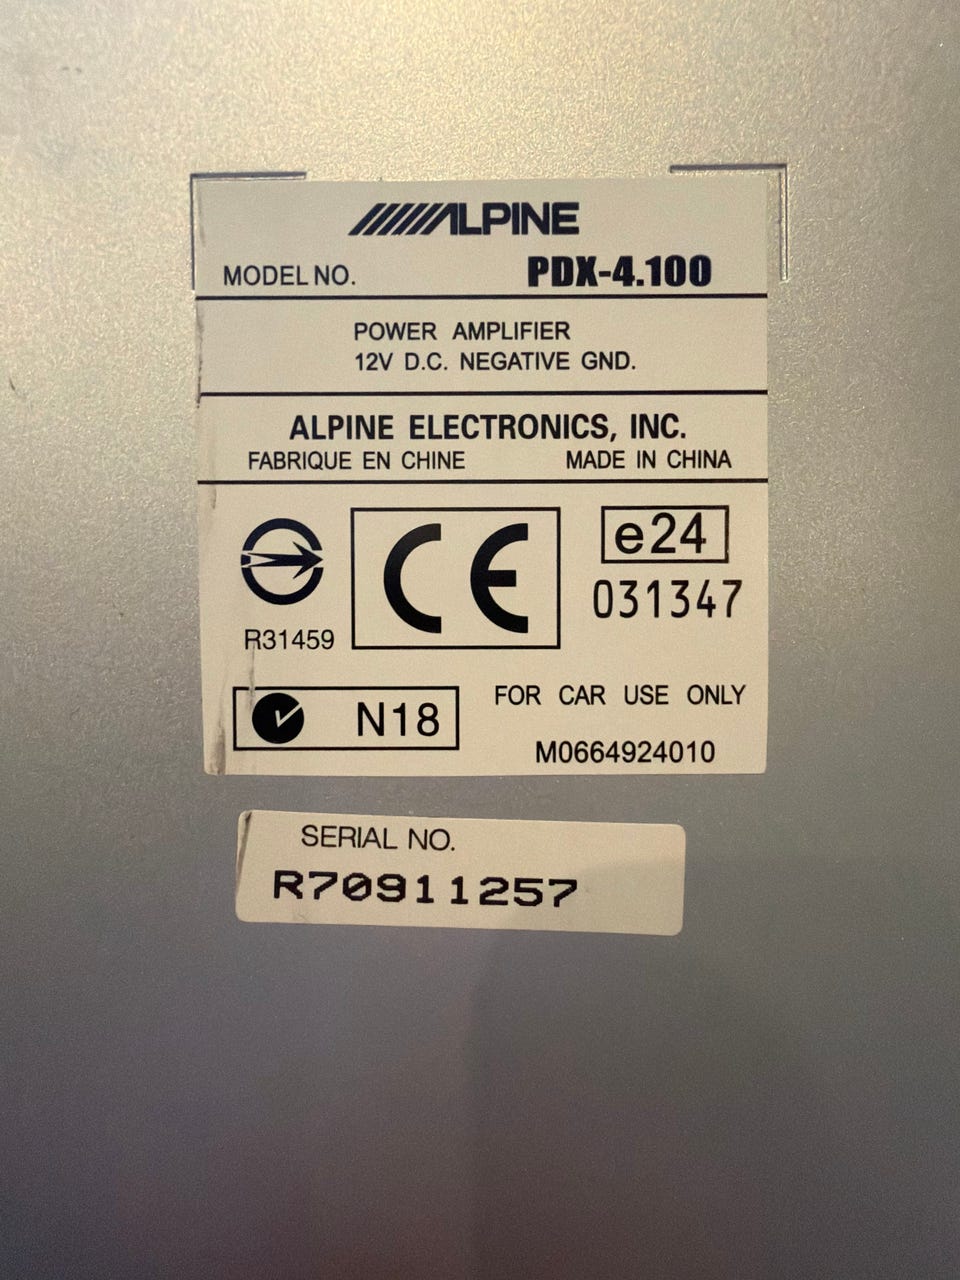 ALPINE
MODEL NO. PDX-4.100
POWER AMPLIFIER
12V D.C. NEGATIVE GND.
ALPINE ELECTRONICS, INC.
FABRIQUE EN CHINE MADE IN CHINA
CE
e24
031347
R31459
N18
FOR CAR USE ONLY
M0664924010
SERIAL NO.
R70911257